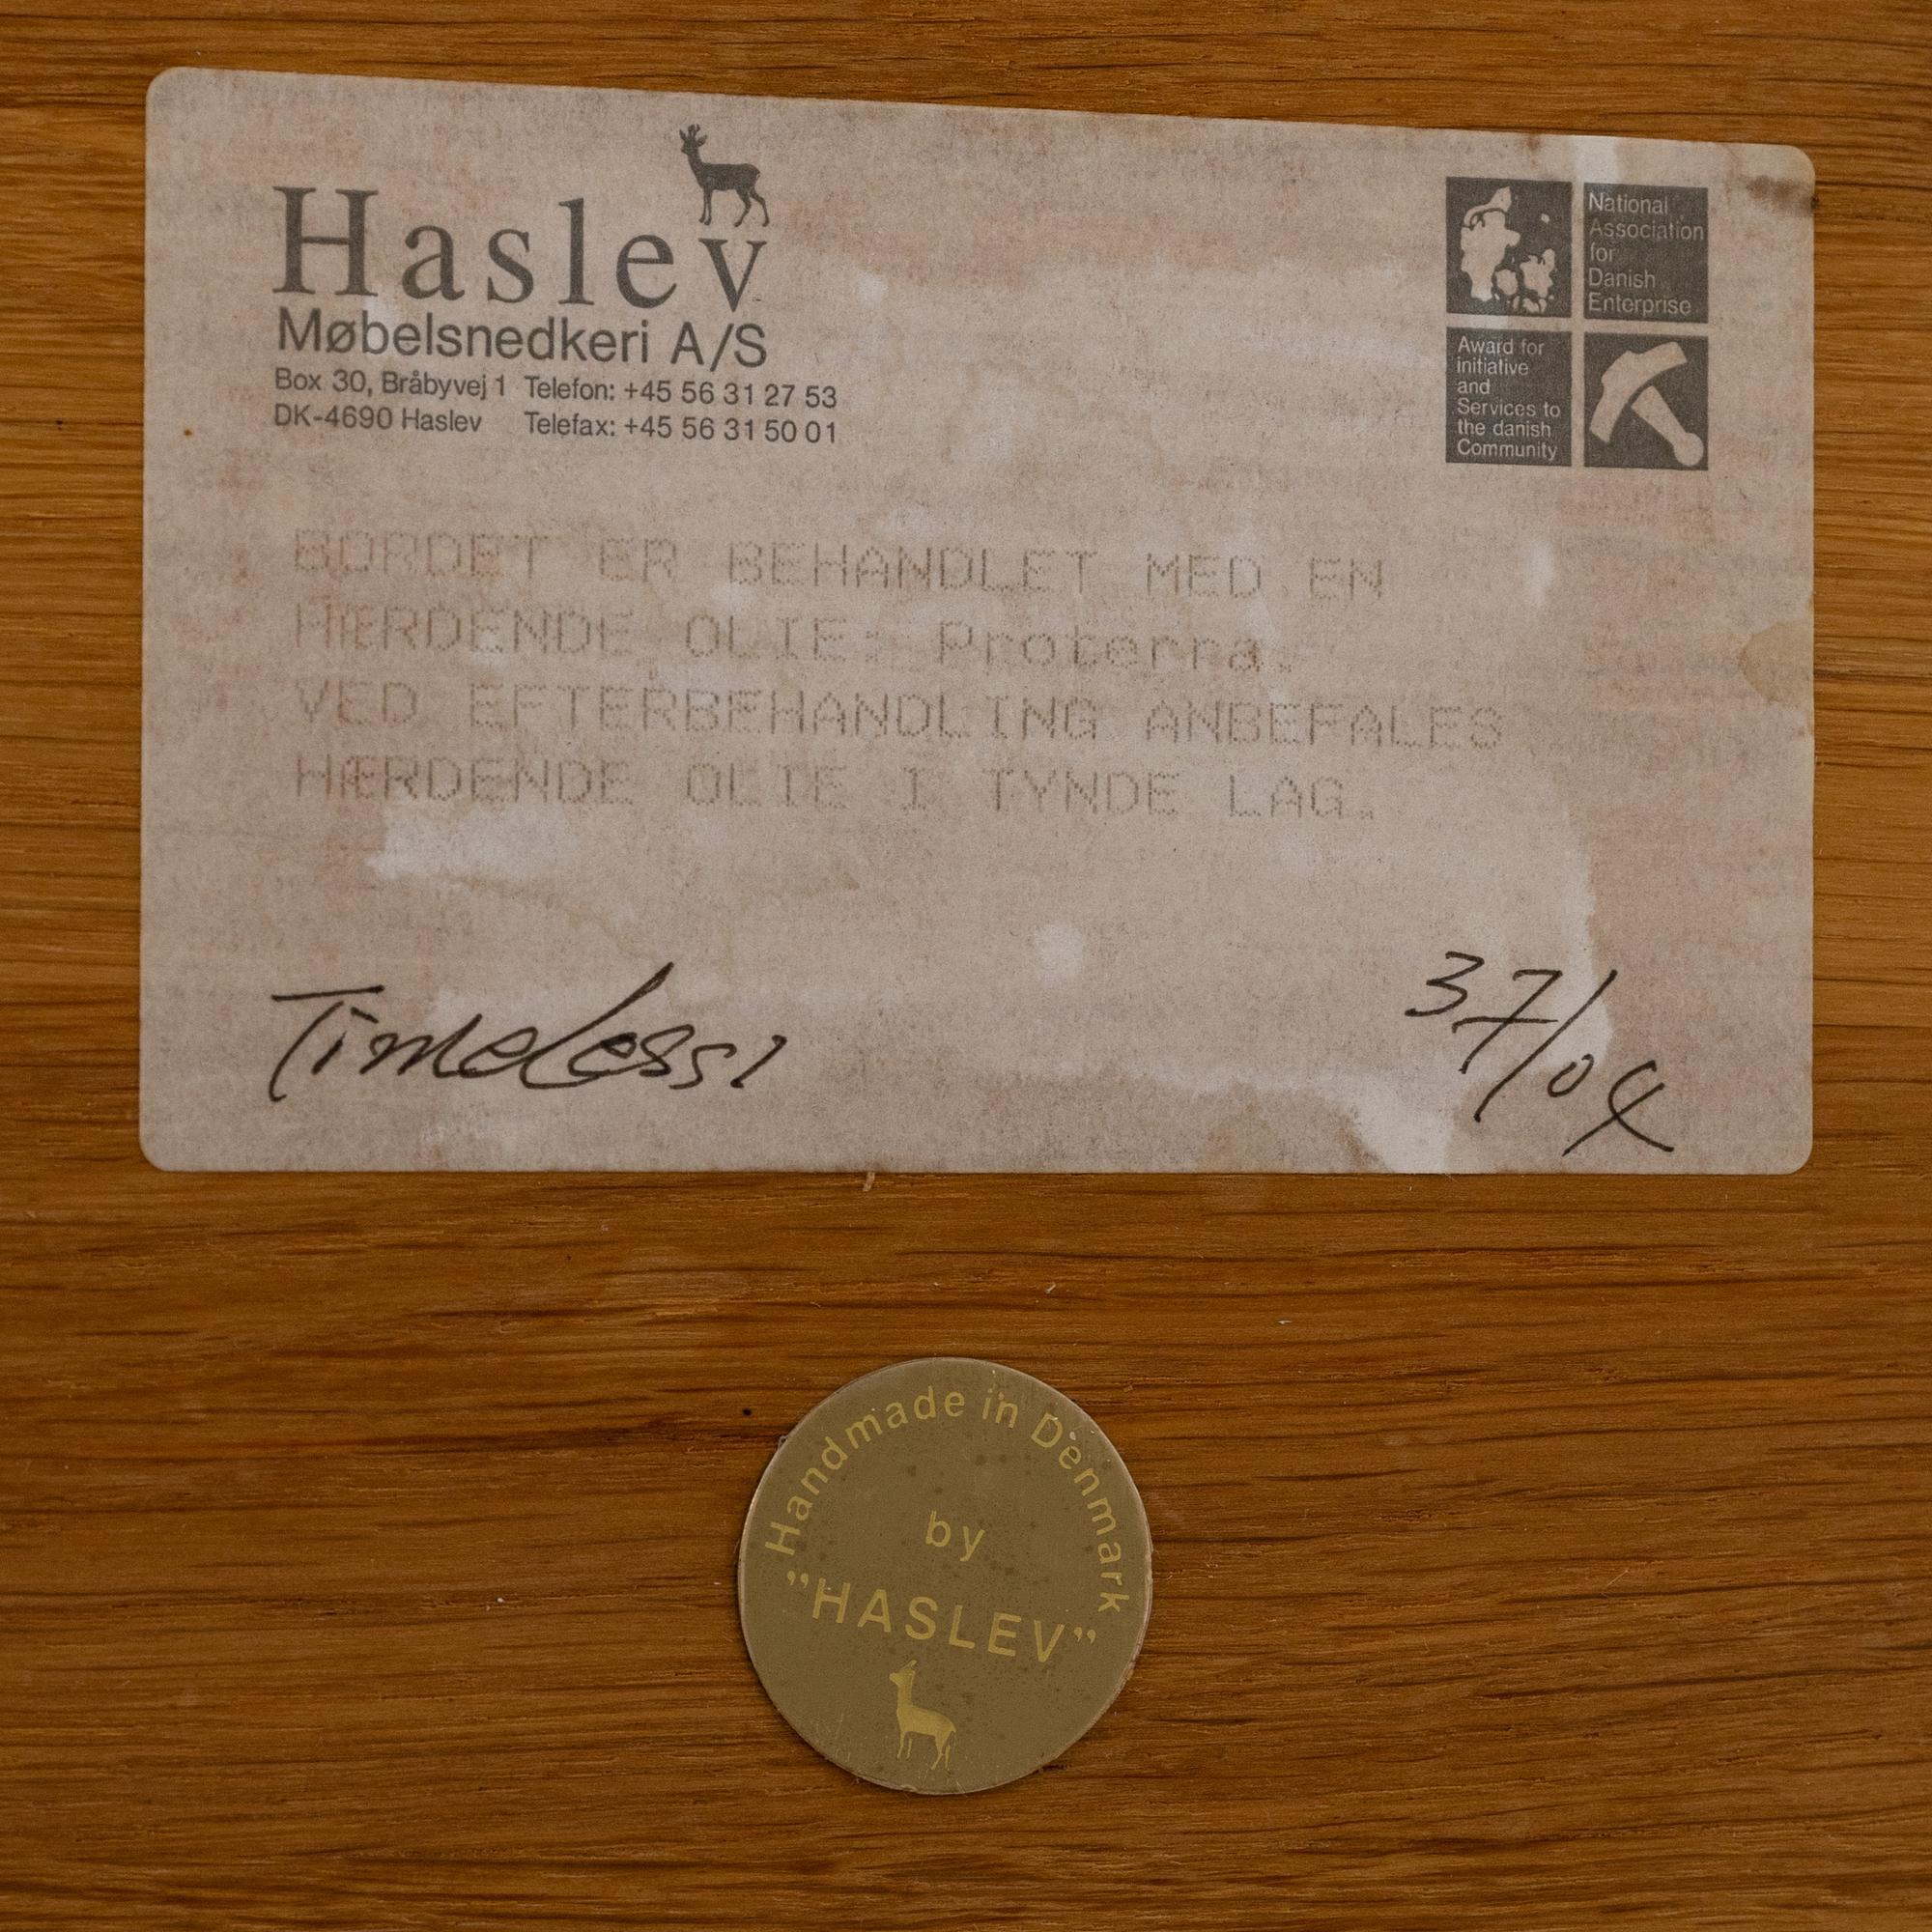 Haslev
Møbelsnedkeri A/S
Box 30, Bråbyvej 1 Telefon: +45 56 31 27 53
DK-4690 Haslev Telefax: +45 56 31 50 01
National
Association
for
Danish
Enterprise
Award for
initiative
and
Services to
the danish
Community
BORDET ER BEHANDLET MED EN
HÆRDENDE OLIE: Proterra.
VED EFTERBEHANDLING ANBEFALES
HÆRDENDE OLIE I TYNDE LAG.
Timeless 1
37/04
Handmade in Denmark
by
"HASLEV"